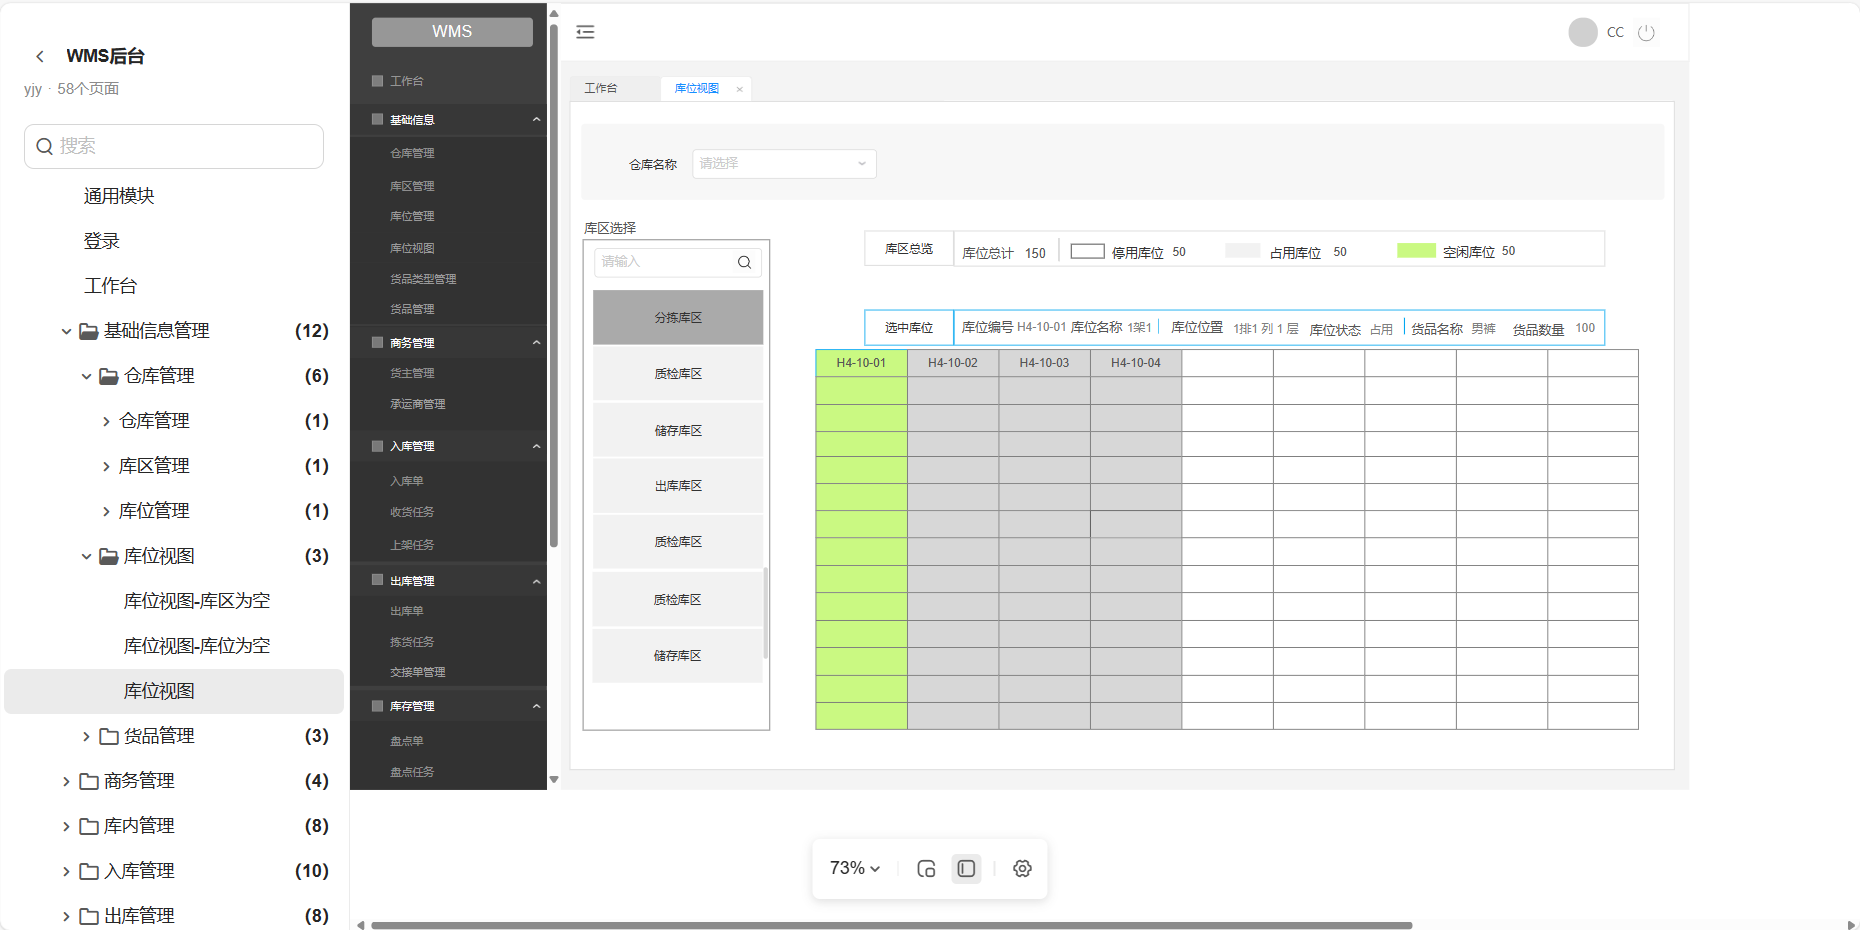 WMS后台
yjy · 58个页面
搜索
通用模块
登录
工作台
基础信息管理 (12)
仓库管理 (6)
仓库管理 (1)
库区管理 (1)
库位管理 (1)
库位视图 (3)
库位视图-库区为空
库位视图-库位为空
库位视图
货品管理 (3)
商务管理 (4)
库内管理 (8)
入库管理 (10)
出库管理 (8)
WMS
工作台
基础信息
仓库管理
库区管理
库位管理
库位视图
货品类型管理
货品管理
商务管理
货主管理
承运商管理
入库管理
入库单
收货任务
上架任务
出库管理
出库单
拣货任务
交接单管理
库存管理
盘点单
盘点任务
CC
工作台 库位视图 ×
仓库名称 请选择
库区选择
请输入
分拣库区
质检库区
储存库区
出库库区
质检库区
质检库区
储存库区
库区总览 库位总计 150 停用库位 50 占用库位 50 空闲库位 50
选中库位 库位编号 H4-10-01 库位名称 1架1 库位位置 1排1 列 1 层 库位状态 占用 货品名称 男裤 货品数量 100
H4-10-01 H4-10-02 H4-10-03 H4-10-04
73%